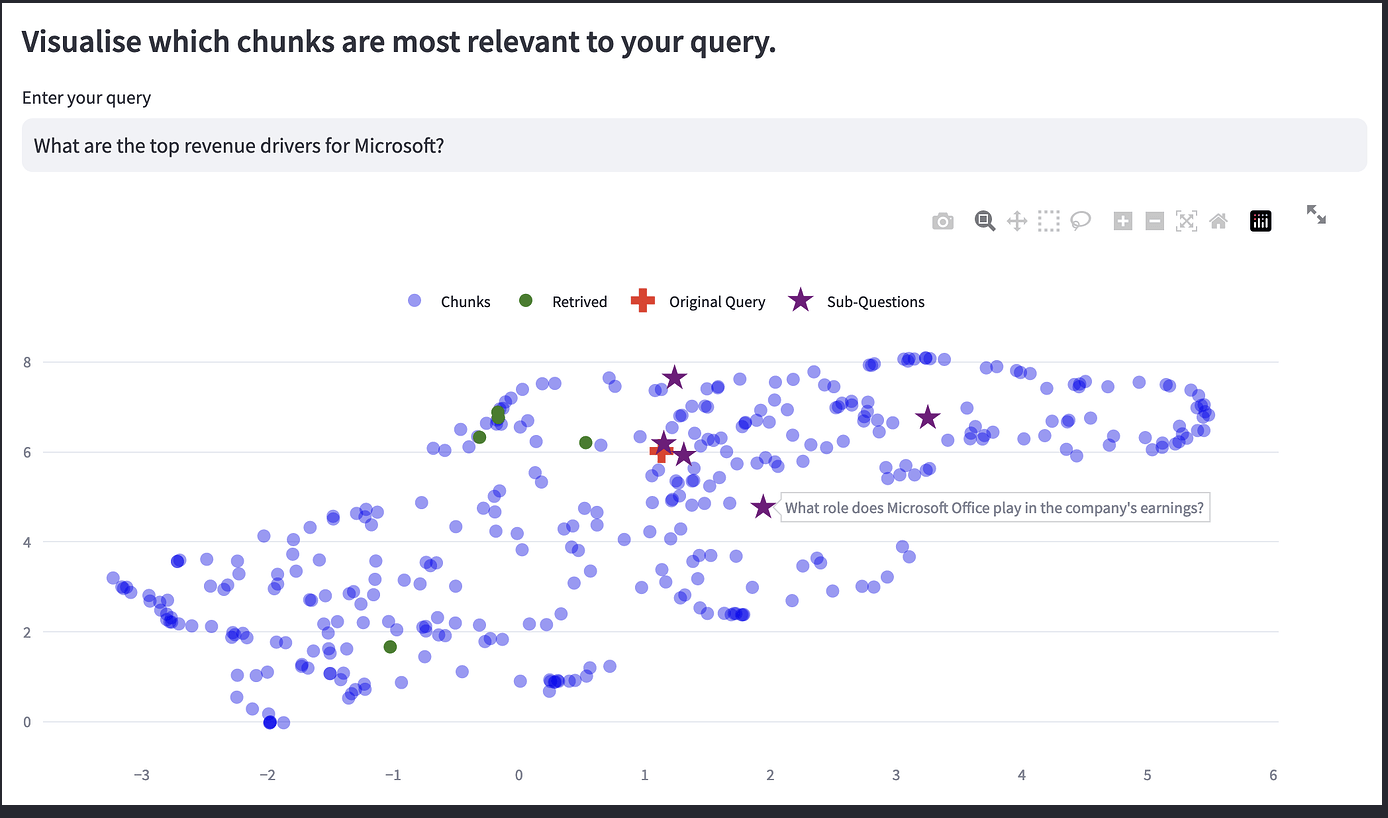 Visualise which chunks are most relevant to your query.
Enter your query
What are the top revenue drivers for Microsoft?
Chunks Retrived Original Query Sub-Questions
8
6
What role does Microsoft Office play in the company's earnings?
4
2
0
−3 −2 −1 0 1 2 3 4 5 6